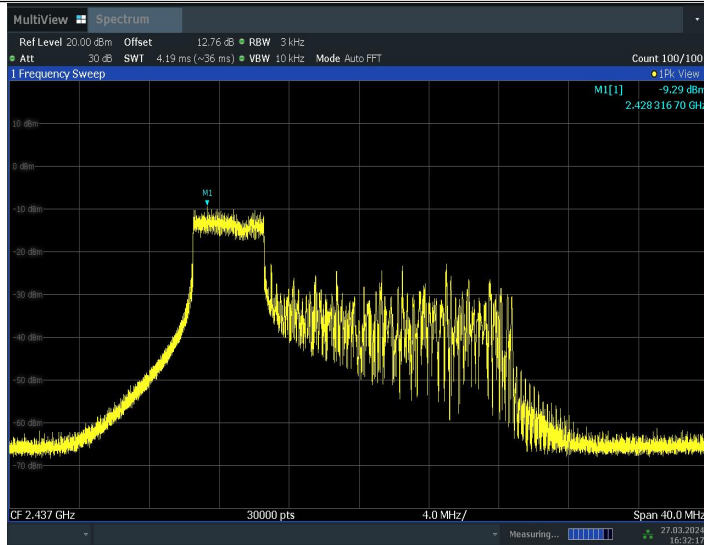 MultiView Spectrum
Ref Level 20.00 dBm Offset 12.76 dB RBW 3 kHz
Att 30 dB SWT 4.19 ms (~36 ms) VBW 10 kHz Mode Auto FFT Count 100/100
1 Frequency Sweep 1Pk View
M1[1] -9.29 dBm
2.428 316 70 GHz
10 dBm
0 dBm
M1
-10 dBm
-20 dBm
-30 dBm
-40 dBm
-50 dBm
-60 dBm
-70 dBm
CF 2.437 GHz 30000 pts 4.0 MHz/ Span 40.0 MHz
Measuring... 27.03.2024
16:32:17